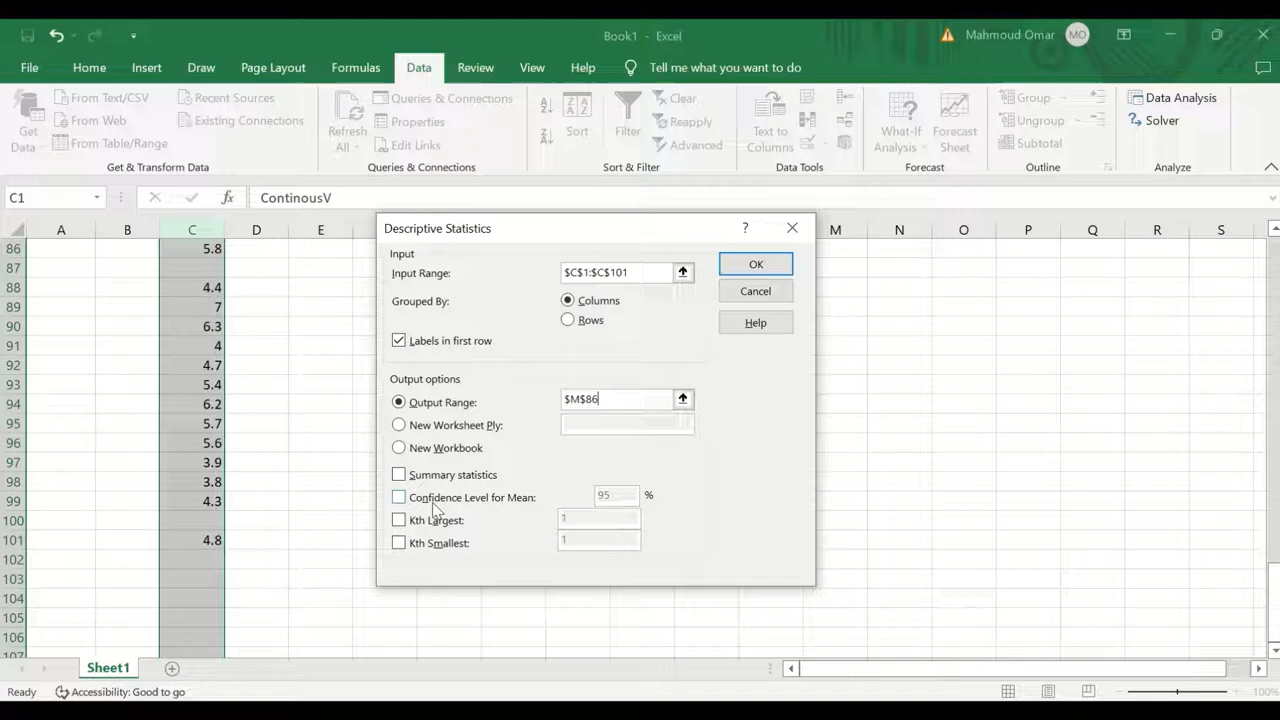 Book1 - Excel
Mahmoud Omar MO
File Home Insert Draw Page Layout Formulas Data Review View Help Tell me what you want to do
Get Data
From Text/CSV
From Web
From Table/Range
Recent Sources
Existing Connections
Get & Transform Data
Refresh All
Queries & Connections
Properties
Edit Links
Queries & Connections
Sort
Filter
Clear
Reapply
Advanced
Sort & Filter
Text to Columns
Data Tools
What-If Analysis
Forecast Sheet
Forecast
Group
Ungroup
Subtotal
Outline
Data Analysis
Solver
Analyze
C1 fx ContinousV
A B C D E M N O P Q R S
86 5.8
87
88 4.4
89 7
90 6.3
91 4
92 4.7
93 5.4
94 6.2
95 5.7
96 5.6
97 3.9
98 3.8
99 4.3
100
101 4.8
102
103
104
105
106
107
Descriptive Statistics ?
Input
Input Range: $C$1:$C$101
Grouped By: Columns
Rows
Labels in first row
Output options
Output Range: $M$86
New Worksheet Ply:
New Workbook
Summary statistics
Confidence Level for Mean: 95 %
Kth Largest: 1
Kth Smallest: 1
OK
Cancel
Help
Sheet1
Ready Accessibility: Good to go 100%